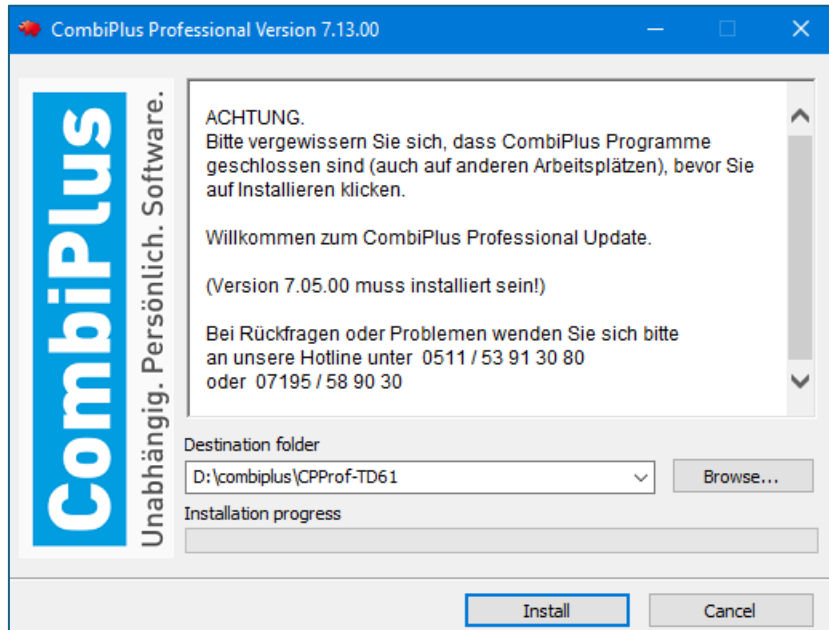 CombiPlus Professional Version 7.13.00
CombiPlus
Unabhängig. Persönlich. Software.
ACHTUNG.
Bitte vergewissern Sie sich, dass CombiPlus Programme
geschlossen sind (auch auf anderen Arbeitsplätzen), bevor Sie
auf Installieren klicken.
Willkommen zum CombiPlus Professional Update.
(Version 7.05.00 muss installiert sein!)
Bei Rückfragen oder Problemen wenden Sie sich bitte
an unsere Hotline unter 0511 / 53 91 30 80
oder 07195 / 58 90 30
Destination folder
D:\combiplus\CPProf-TD61
Browse...
Installation progress
Install
Cancel